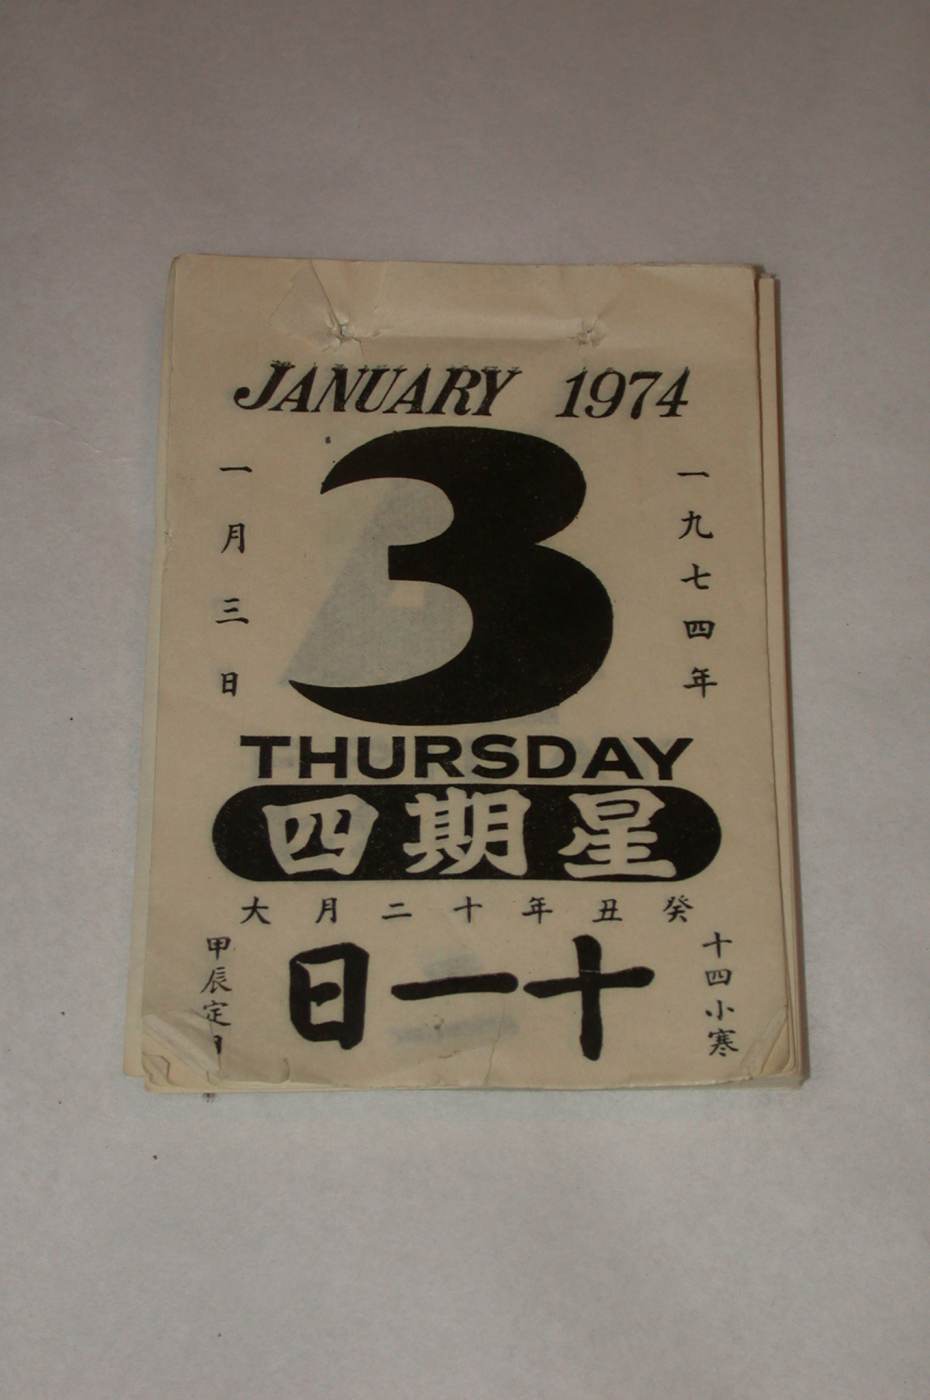 JANUARY 1974
一九七四年
3
一月三日
THURSDAY
星期四
癸丑年十二月大
十四小寒
十一日
甲辰定